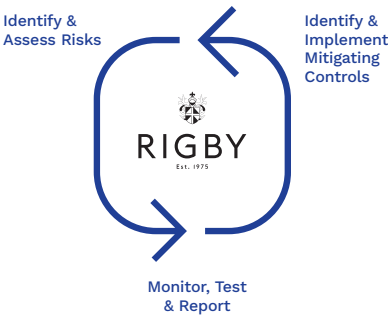 Identify &
Assess Risks
Identify &
Implement
Mitigating
Controls
RIGBY
Est. 1975
Monitor, Test
& Report